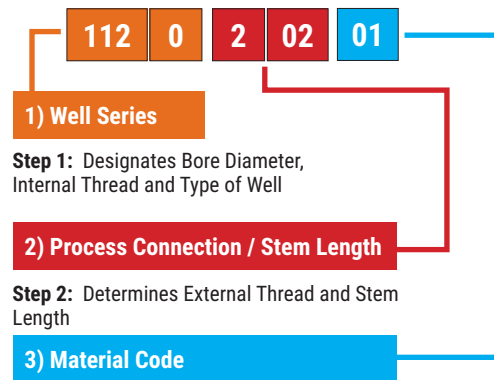 112 0 2 02 01
1) Well Series
Step 1: Designates Bore Diameter,
Internal Thread and Type of Well
2) Process Connection / Stem Length
Step 2: Determines External Thread and Stem
Length
3) Material Code